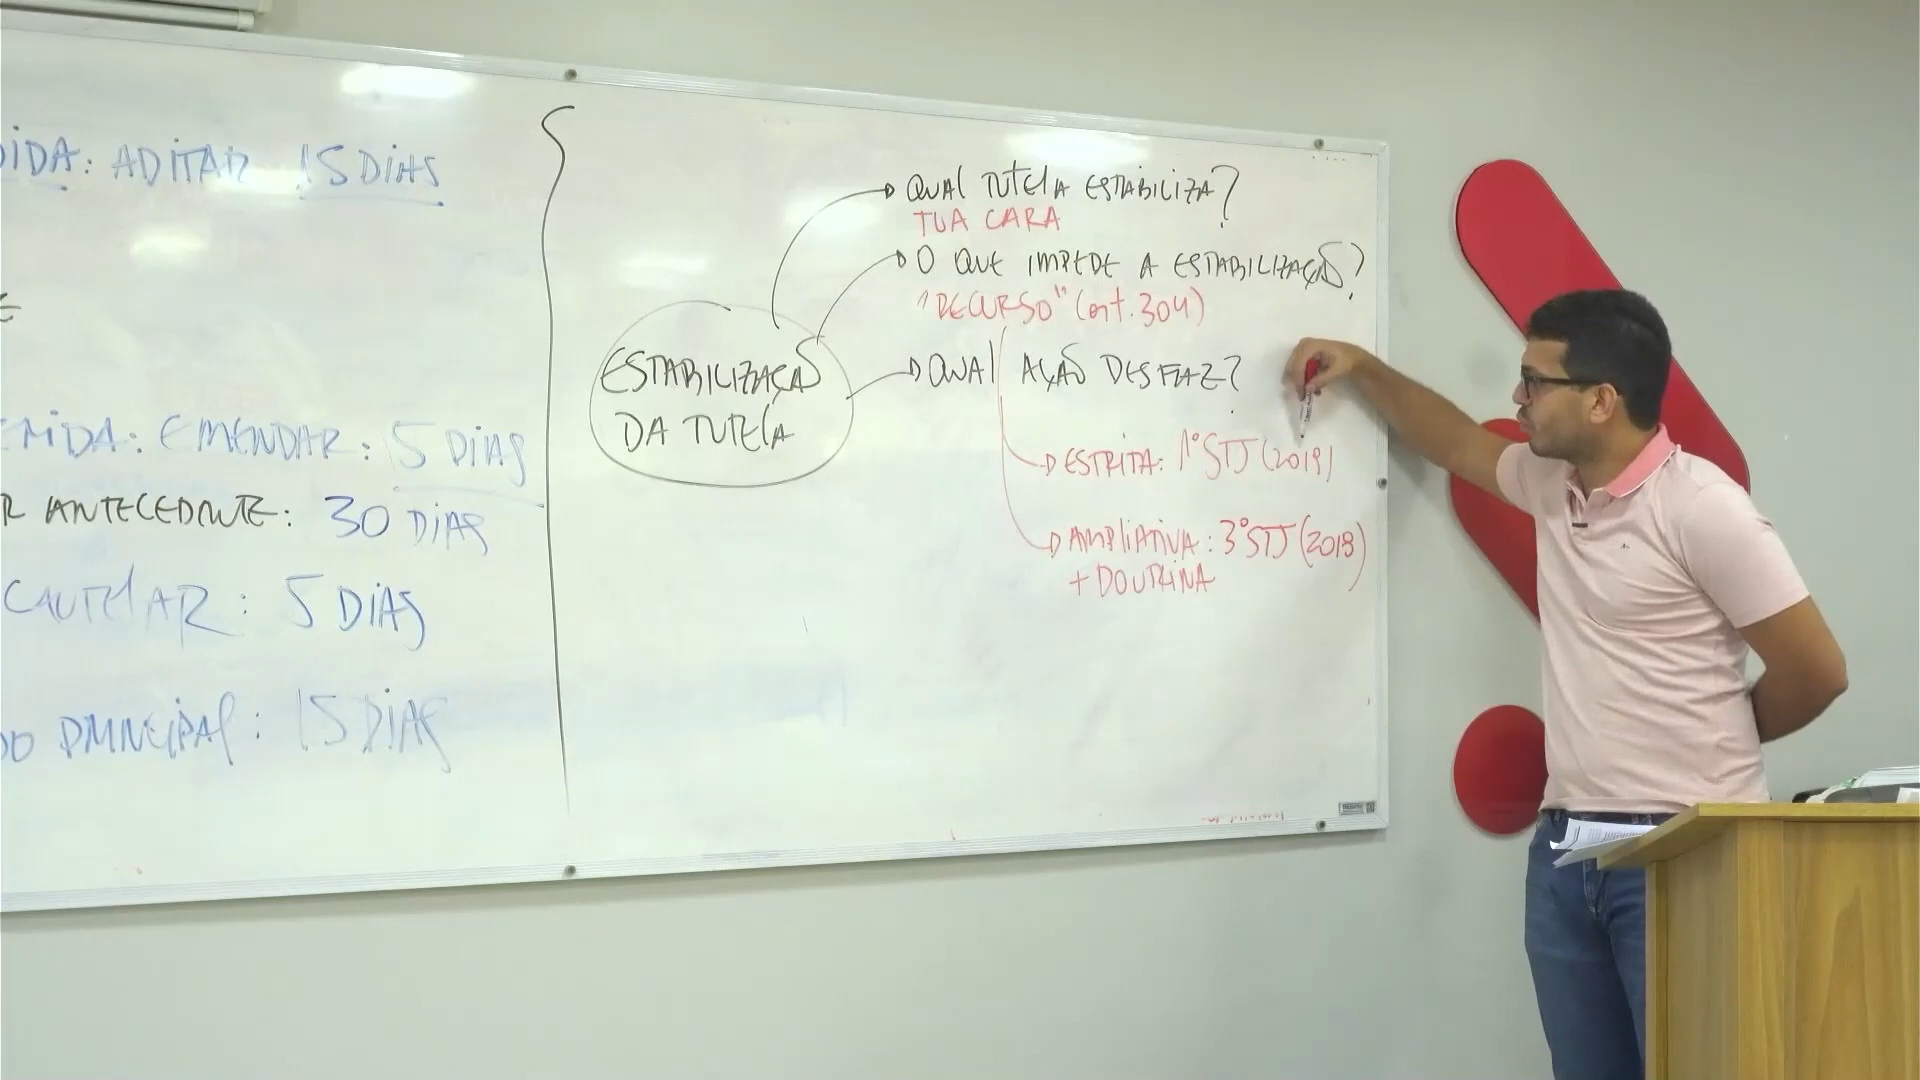 ADITAR 15 DIAS
EMENDAR: 5 DIAS
R ANTECEDENTE: 30 DIAS
CAUTELAR: 5 DIAS
DO PRINCIPAL: 15 DIAS
ESTABILIZAÇÃO
DA TUTELA
QUAL TUTELA ESTABILIZA?
TUA CARA
O QUE IMPEDE A ESTABILIZAÇÃO?
"RECURSO" (art. 304)
QUAL AÇÃO DESFAZ?
ESTRITA: 1ª STJ (2019)
AMPLIATIVA: 3ª STJ (2018)
+ DOUTRINA